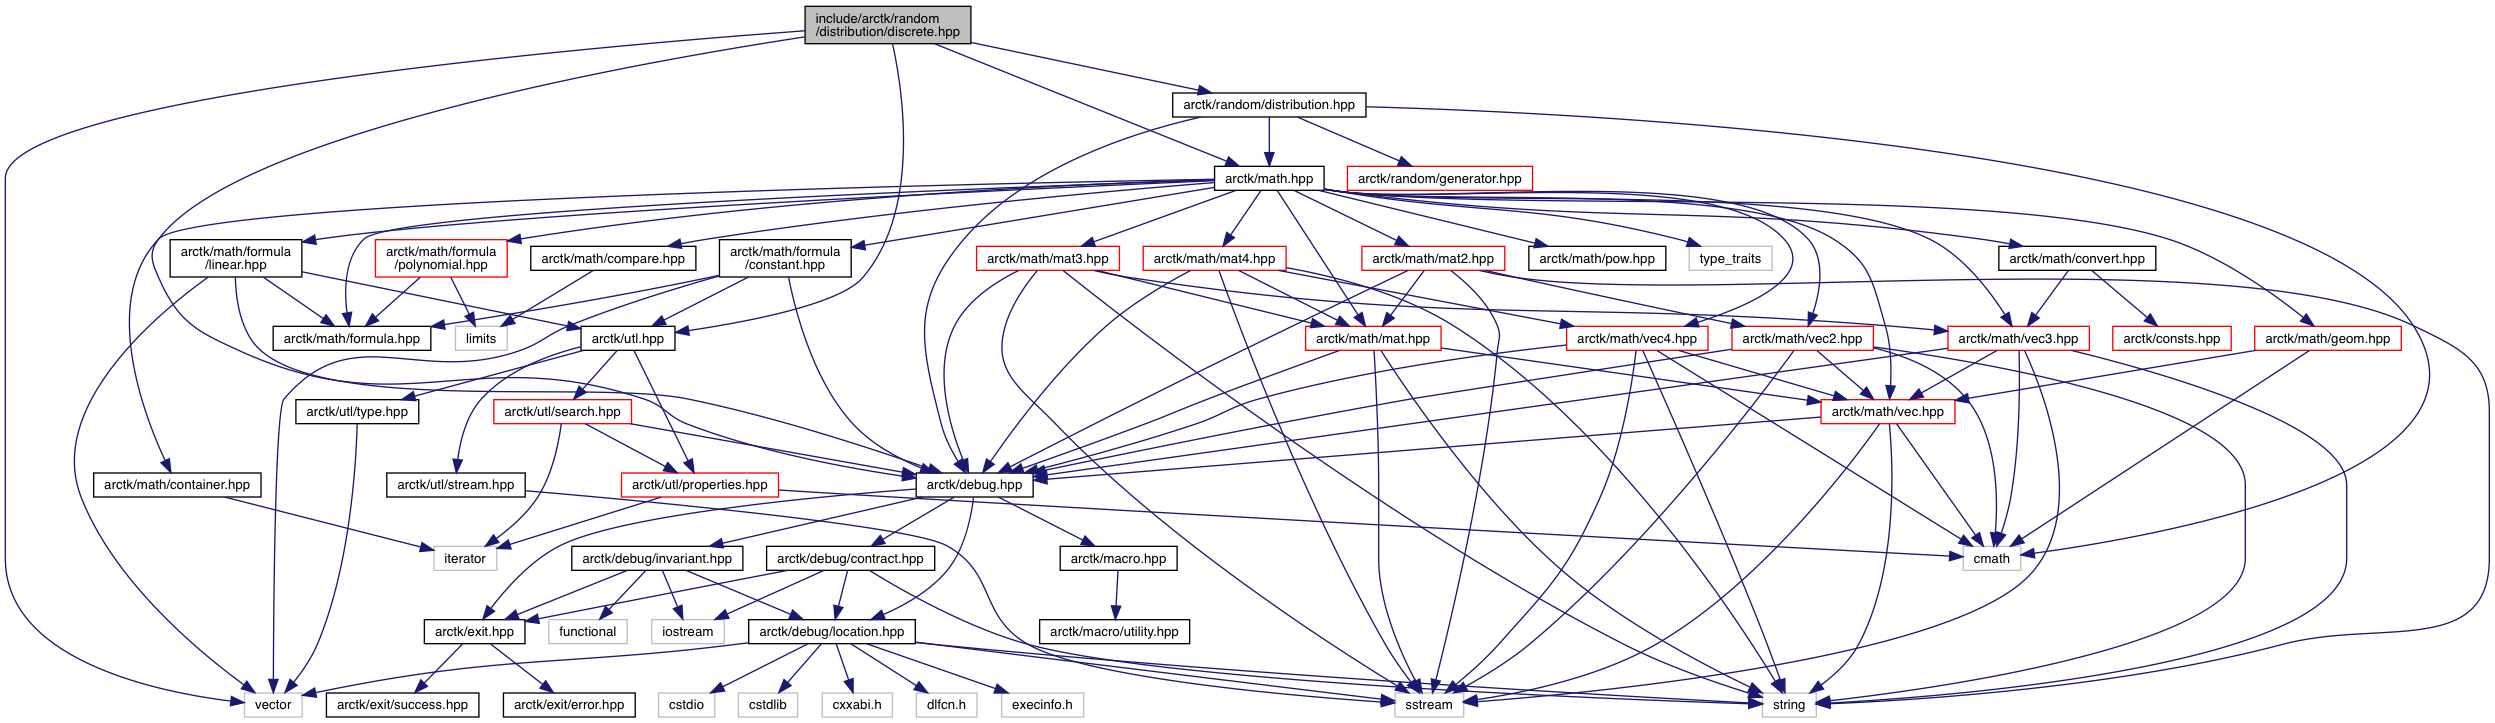 include/arctk/random
/distribution/discrete.hpp
arctk/random/distribution.hpp
arctk/math.hpp
arctk/random/generator.hpp
arctk/math/formula
/linear.hpp
arctk/math/formula
/polynomial.hpp
arctk/math/compare.hpp
arctk/math/formula
/constant.hpp
arctk/math/mat3.hpp
arctk/math/mat4.hpp
arctk/math/mat2.hpp
arctk/math/pow.hpp
type_traits
arctk/math/convert.hpp
arctk/math/formula.hpp
limits
arctk/utl.hpp
arctk/math/mat.hpp
arctk/math/vec4.hpp
arctk/math/vec2.hpp
arctk/math/vec3.hpp
arctk/consts.hpp
arctk/math/geom.hpp
arctk/utl/type.hpp
arctk/utl/search.hpp
arctk/math/vec.hpp
arctk/math/container.hpp
arctk/utl/stream.hpp
arctk/utl/properties.hpp
arctk/debug.hpp
iterator
arctk/debug/invariant.hpp
arctk/debug/contract.hpp
arctk/macro.hpp
cmath
arctk/exit.hpp
functional
iostream
arctk/debug/location.hpp
arctk/macro/utility.hpp
vector
arctk/exit/success.hpp
arctk/exit/error.hpp
cstdio
cstdlib
cxxabi.h
dlfcn.h
execinfo.h
sstream
string